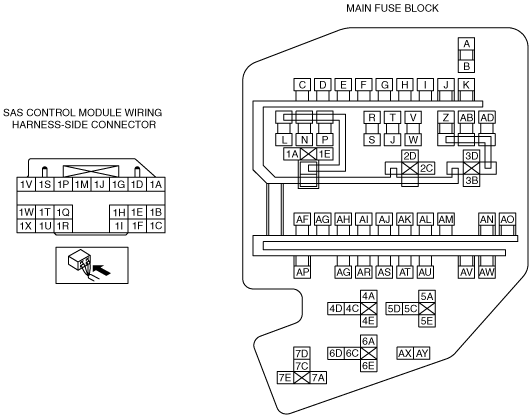 MAIN FUSE BLOCK
A
B
C D E F G H I J K
R T V Z AB AD
L N P S J W
1A 1E
2D 3D
2C
3B
SAS CONTROL MODULE WIRING
HARNESS-SIDE CONNECTOR
1V 1S 1P 1M 1J 1G 1D 1A
1W 1T 1Q 1H 1E 1B
1X 1U 1R 1I 1F 1C
AF AG AH AI AJ AK AL AM AN AO
AP AG AR AS AT AU AV AW
4A 5A
4D 4C 5D 5C
4E 5E
6A
7D 6D 6C AX AY
7C 6E
7E 7A